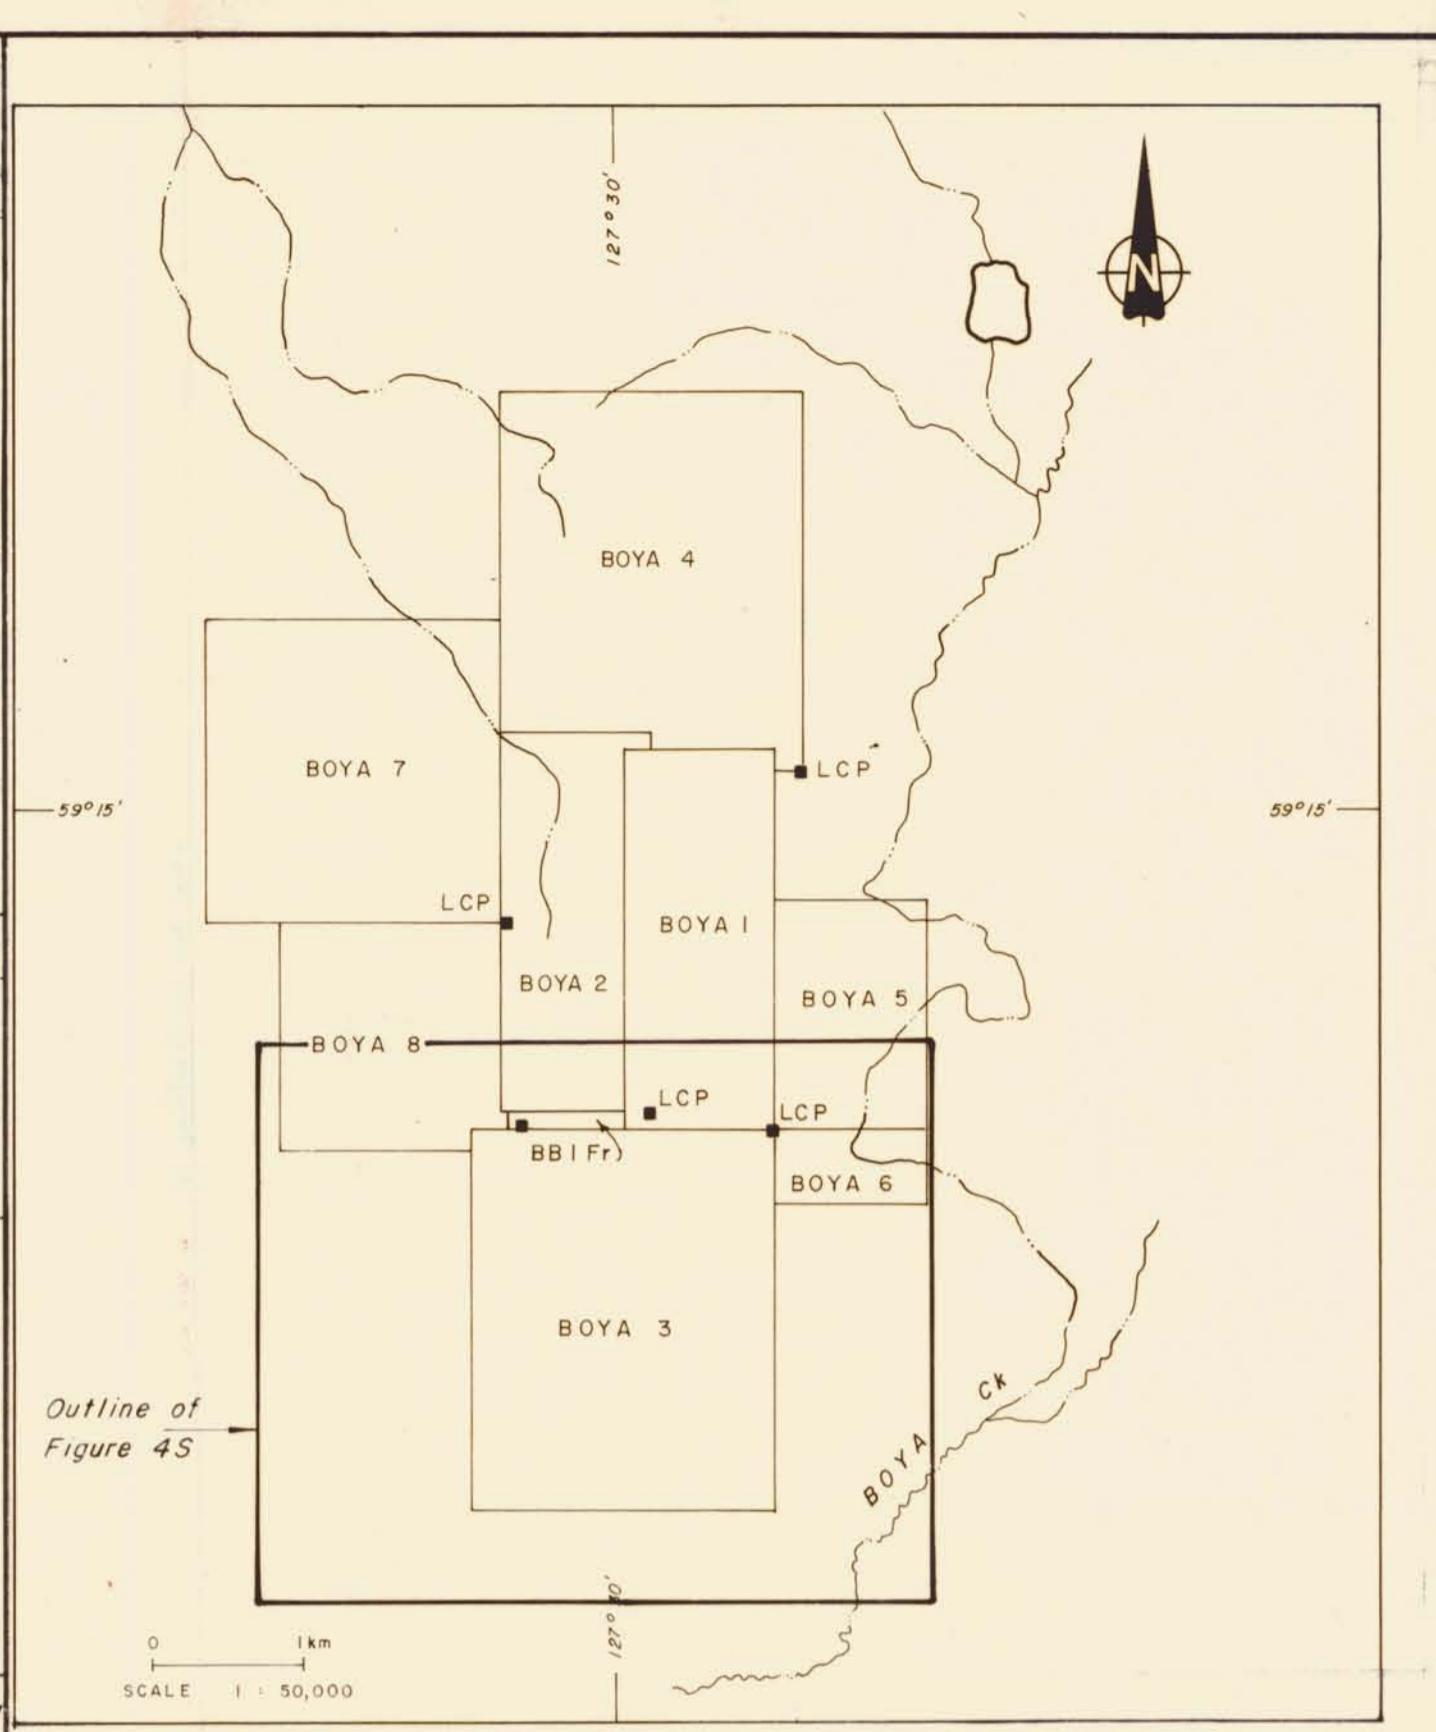 127° 30'
N
BOYA 4
BOYA 7
LCP
59° 15'
59° 15'
LCP
BOYA 1
BOYA 2
BOYA 5
BOYA 8
LCP
LCP
BB 1 Fr)
BOYA 6
BOYA 3
Outline of
Figure 4S
BOYA Ck
127° 30'
0 1 km
SCALE 1 : 50,000